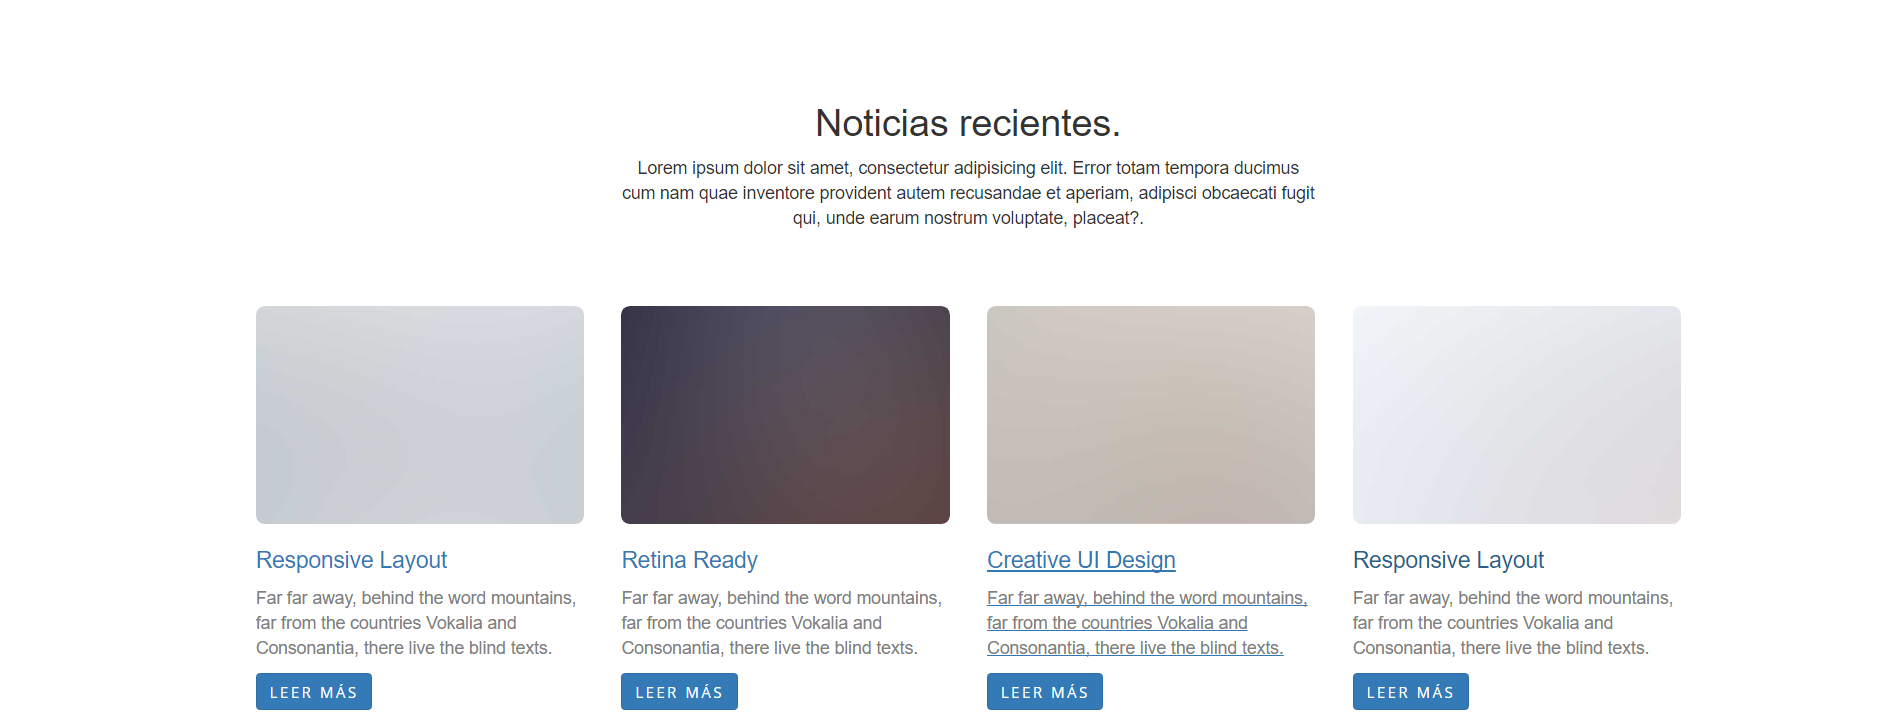 Noticias recientes.
Lorem ipsum dolor sit amet, consectetur adipisicing elit. Error totam tempora ducimus
cum nam quae inventore provident autem recusandae et aperiam, adipisci obcaecati fugit
qui, unde earum nostrum voluptate, placeat?.
Responsive Layout
Far far away, behind the word mountains,
far from the countries Vokalia and
Consonantia, there live the blind texts.
LEER MÁS
Retina Ready
Far far away, behind the word mountains,
far from the countries Vokalia and
Consonantia, there live the blind texts.
LEER MÁS
Creative UI Design
Far far away, behind the word mountains,
far from the countries Vokalia and
Consonantia, there live the blind texts.
LEER MÁS
Responsive Layout
Far far away, behind the word mountains,
far from the countries Vokalia and
Consonantia, there live the blind texts.
LEER MÁS